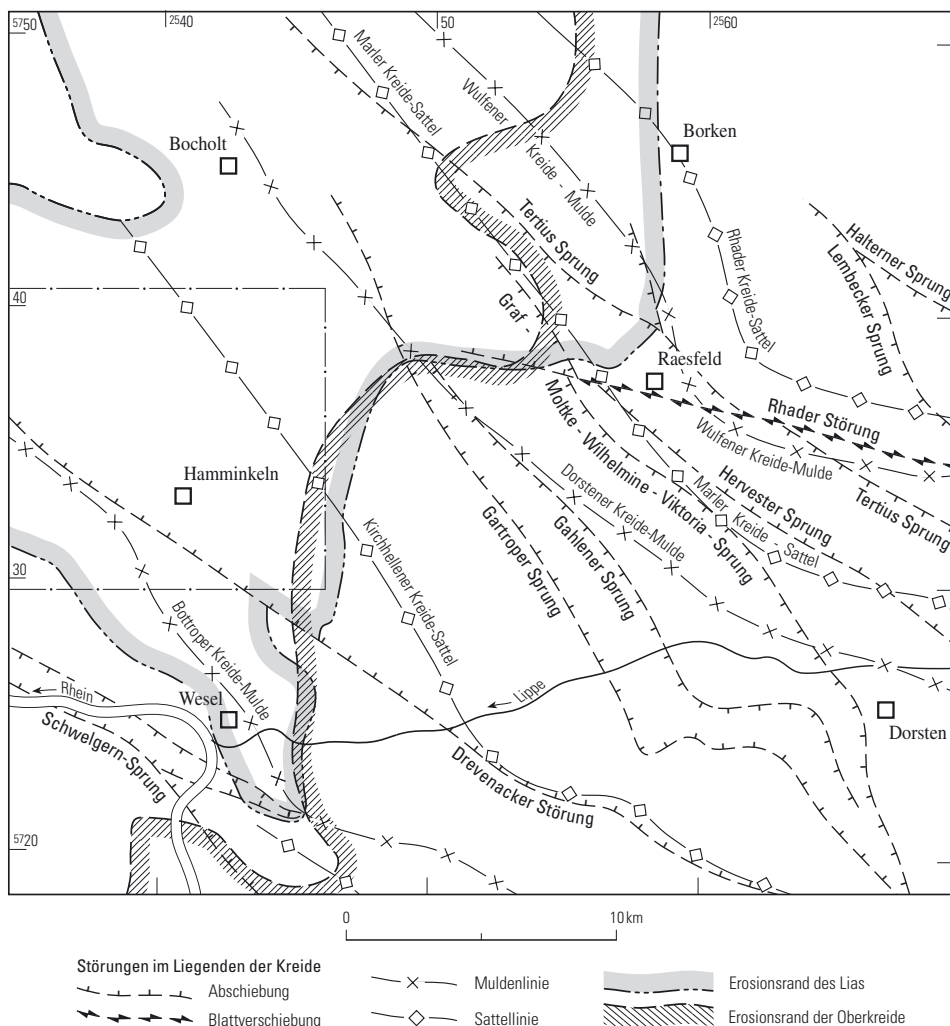 5750
2540
50
2560
Marler Kreide-Sattel
Wulfener
Kreide - Mulde
Bocholt
Borken
Tertius Sprung
Rhader Kreide-Sattel
Halterner Sprung
Lembecker Sprung
40
Graf -
Raesfeld
Rhader Störung
Moltke - Wilhelmine - Viktoria - Sprung
Wulfener Kreide-Mulde
Hamminkeln
Dorstener Kreide-Mulde
Marler Kreide - Sattel
Hervester Sprung
Tertius Sprung
Gartroper Sprung
Gahlener Sprung
Kirchhellener Kreide-Sattel
30
Bottroper Kreide-Mulde
Rhein
Wesel
Lippe
Dorsten
Schwelgern-Sprung
Drevenacker Störung
5720
0
10 km
Störungen im Liegenden der Kreide
Abschiebung
Blattverschiebung
Muldenlinie
Sattellinie
Erosionsrand des Lias
Erosionsrand der Oberkreide